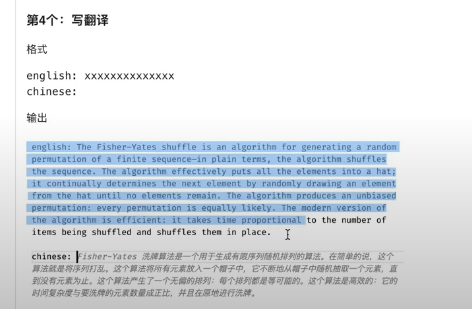 第4个：写翻译
格式
english: xxxxxxxxxxxxxx
chinese:
输出
english: The Fisher-Yates shuffle is an algorithm for generating a random
permutation of a finite sequence—in plain terms, the algorithm shuffles
the sequence. The algorithm effectively puts all the elements into a hat;
it continually determines the next element by randomly drawing an element
from the hat until no elements remain. The algorithm produces an unbiased
permutation: every permutation is equally likely. The modern version of
the algorithm is efficient: it takes time proportional to the number of
items being shuffled and shuffles them in place.
chinese: Fisher-Yates 洗牌算法是一个用于生成有限序列随机排列的算法。在简单的说，这个
算法就是将序列打乱。这个算法将所有元素放入一个帽子中，它不断地从帽子中随机抽取一个元素，直
到没有元素为止。这个算法产生了一个无偏的排列：每个排列都是等可能的。这个算法是高效的：它的
时间复杂度与要洗牌的元素数量成正比，并且在原地进行洗牌。